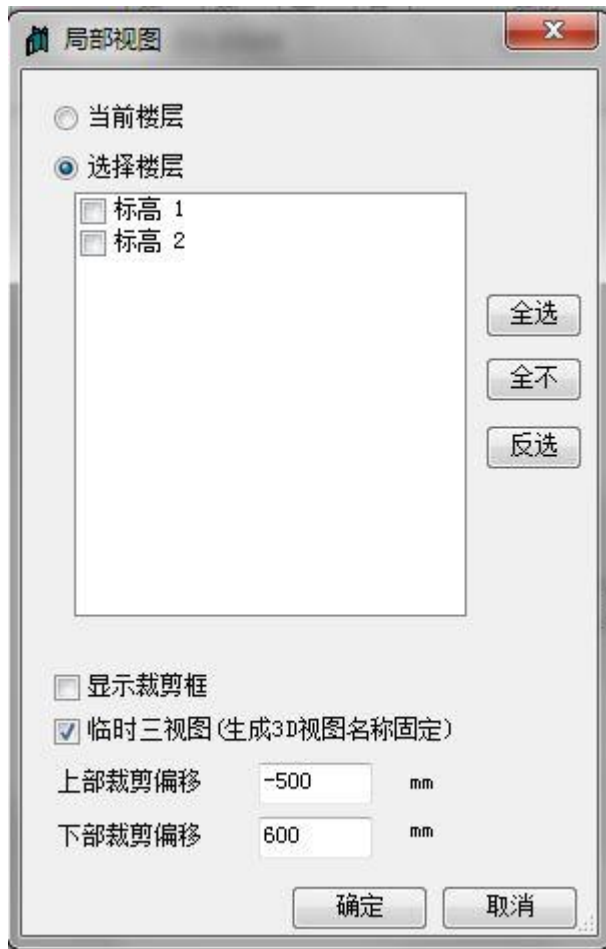 局部视图
当前楼层
选择楼层
标高 1
标高 2
全选
全不
反选
显示裁剪框
临时三视图(生成3D视图名称固定)
上部裁剪偏移 -500 mm
下部裁剪偏移 600 mm
确定 取消